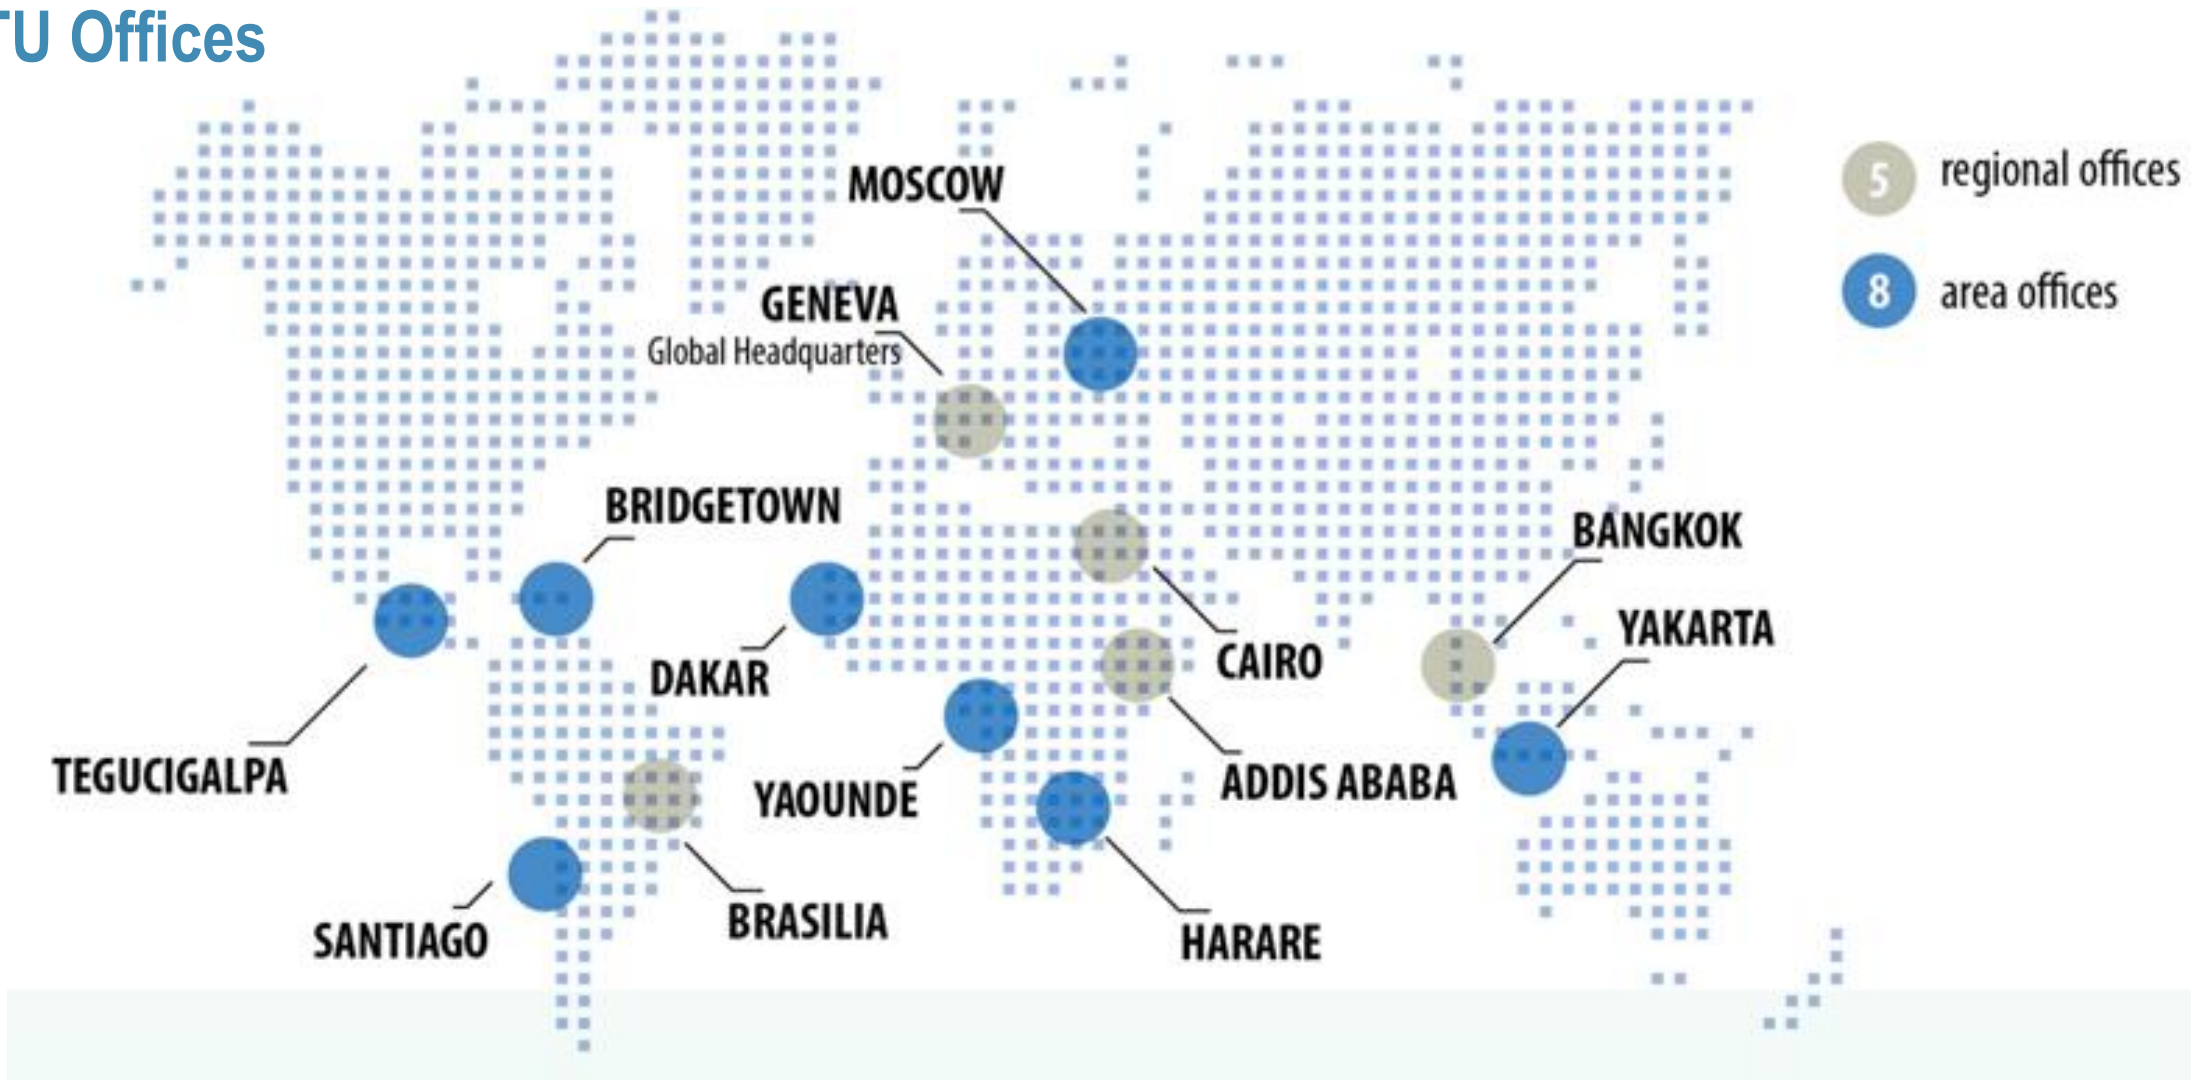 TU Offices
MOSCOW
5 regional offices
GENEVA
Global Headquarters
8 area offices
BRIDGETOWN
BANGKOK
YAKARTA
DAKAR
CAIRO
TEGUCIGALPA
YAOUNDE
ADDIS ABABA
SANTIAGO
BRASILIA
HARARE